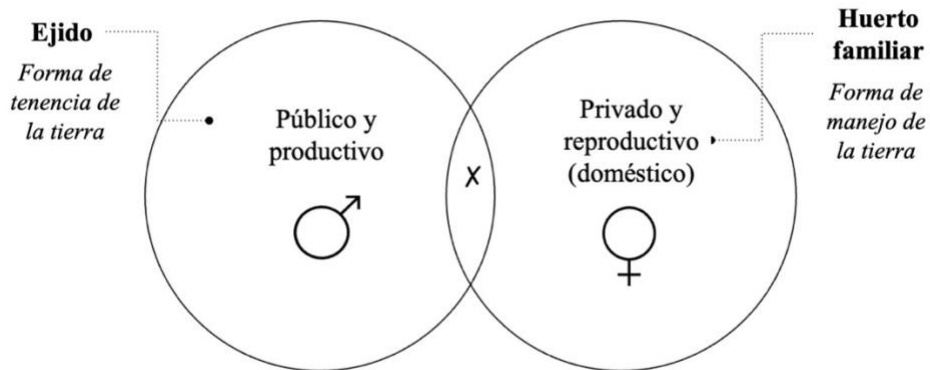 Ejido
Forma de
tenencia de
la tierra
Público y
productivo
X
Privado y
reproductivo
(doméstico)
Huerto
familiar
Forma de
manejo de
la tierra